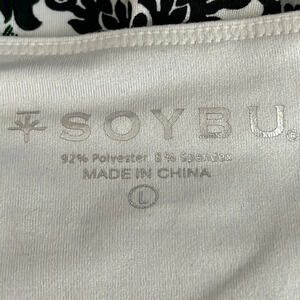 SOYBU.
92% Polyester 8% Spandex
MADE IN CHINA
L